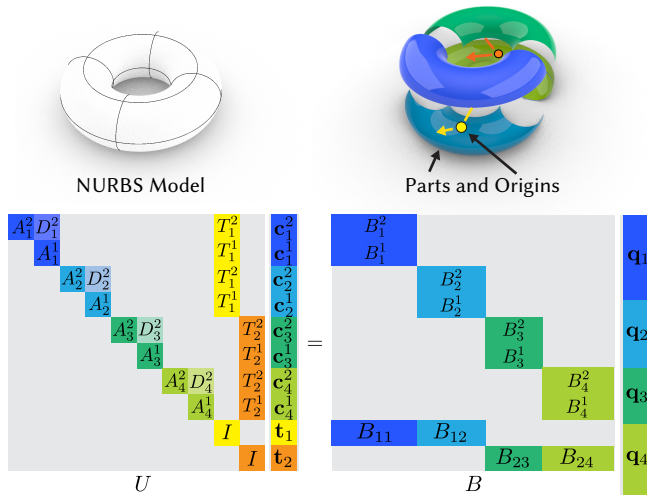 NURBS Model
Parts and Origins
A₁² D₁² T₁² c₁² B₁²
A₁¹ T₁¹ c₁¹ B₁¹ q₁
A₂² D₂² T₁² c₂² B₂²
A₂¹ T₁¹ c₂¹ B₂¹ q₂
A₃² D₃² T₂² c₃² = B₃²
A₃¹ T₂¹ c₃¹ B₃¹ q₃
A₄² D₄² T₂² c₄² B₄²
A₄¹ T₂¹ c₄¹ B₄¹
I t₁ B₁₁ B₁₂
I t₂ B₂₃ B₂₄ q₄
U B